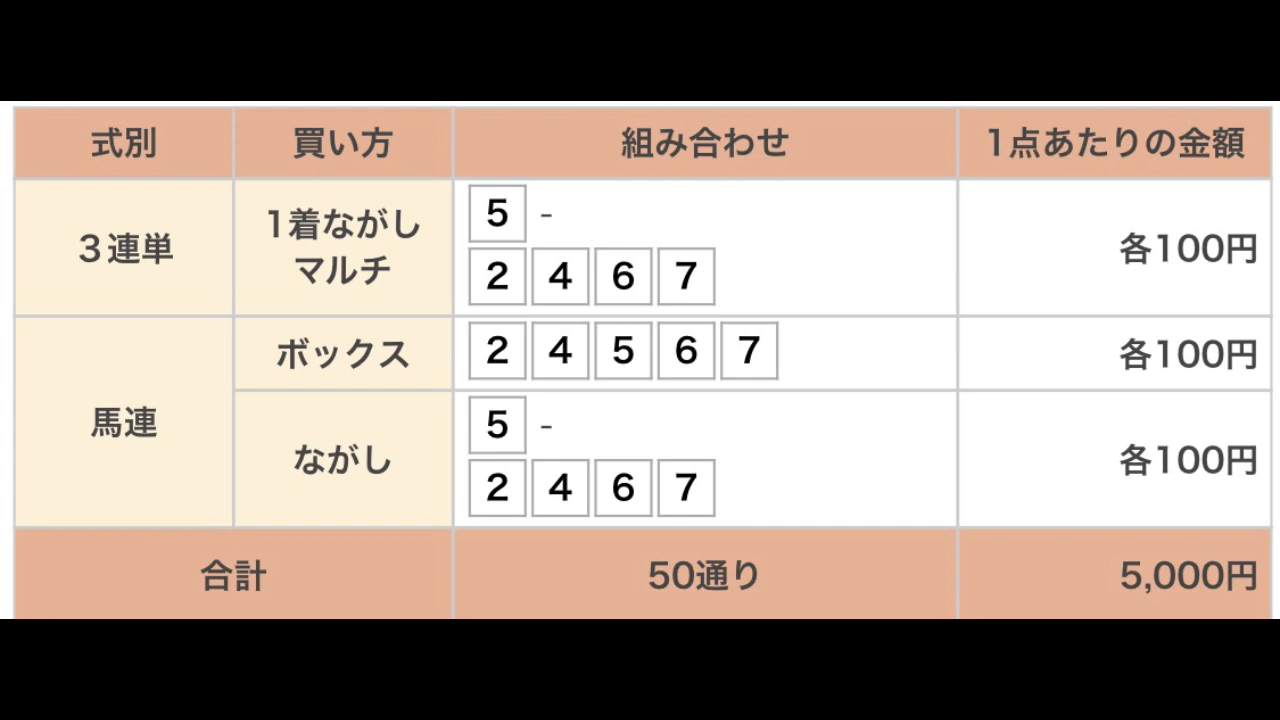 式別 買い方 組み合わせ 1点あたりの金額
3連単 1着ながし
マルチ 5 -
2 4 6 7 各100円
馬連 ボックス 2 4 5 6 7 各100円
ながし 5 -
2 4 6 7 各100円
合計 50通り 5,000円